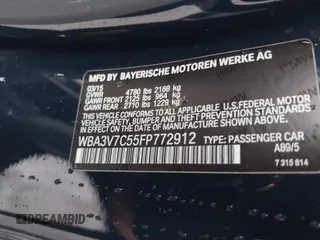 MFD BY BAYERISCHE MOTOREN WERKE AG
03/15
GVWR 4780 lbs 2168 kg
GAWR FRONT 2125 lbs 964 kg
GAWR REAR 2710 lbs 1229 kg
THIS VEHICLE CONFORMS TO ALL APPLICABLE U.S. FEDERAL MOTOR
VEHICLE SAFETY, BUMPER AND THEFT PREVENTION STANDARDS
IN EFFECT ON THE DATE OF MANUFACTURE SHOWN ABOVE.
WBA3V7C55FP772912 TYPE: PASSENGER CAR
A89/5
7 315 814
DREAMBID